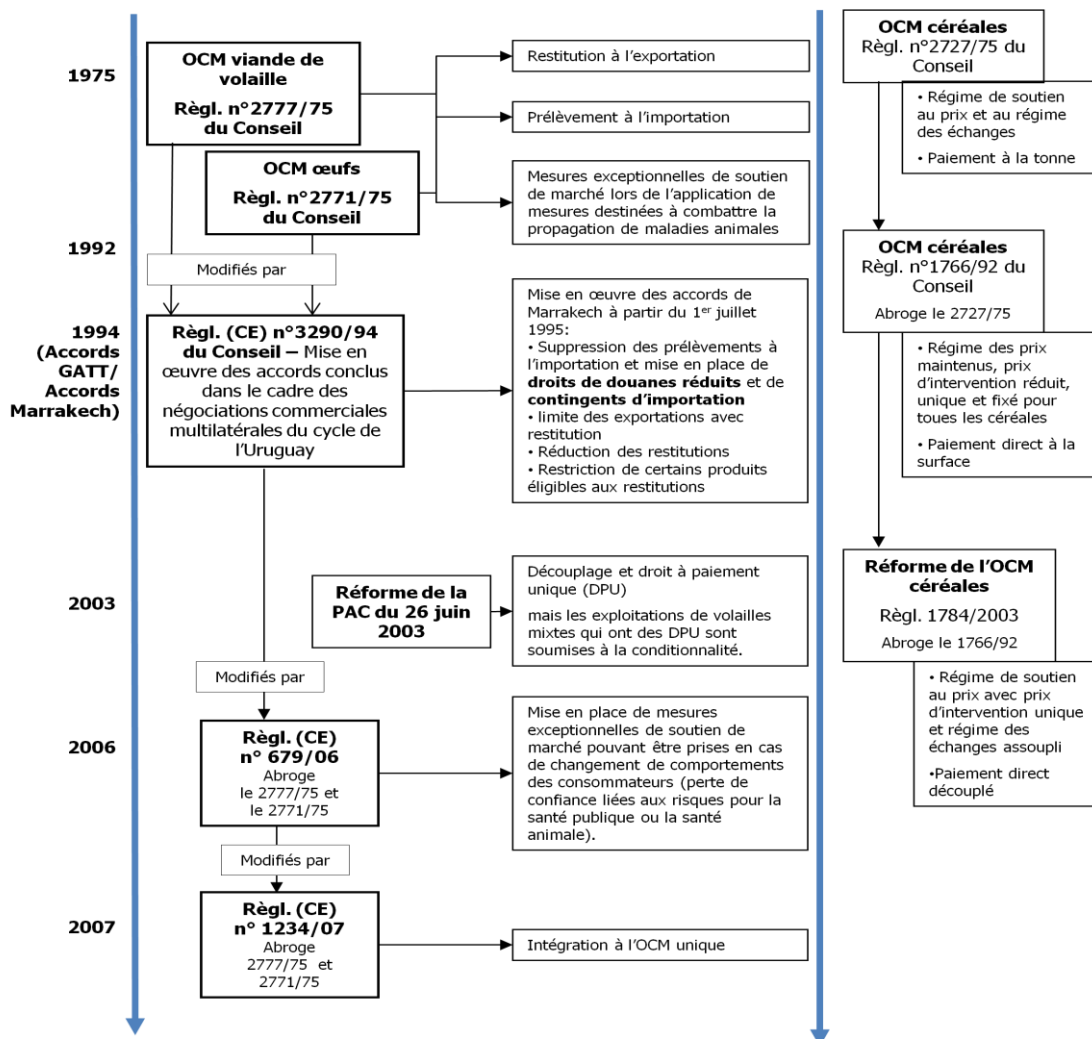 1975
OCM viande de
volaille
Règl. n°2777/75
du Conseil
OCM œufs
Règl. n°2771/75
du Conseil
Restitution à l'exportation
Prélèvement à l'importation
Mesures exceptionnelles de soutien
de marché lors de l'application de
mesures destinées à combattre la
propagation de maladies animales
1992
Modifiés par
1994
(Accords
GATT/
Accords
Marrakech)
Règl. (CE) n°3290/94
du Conseil – Mise en
œuvre des accords conclus
dans le cadre des
négociations commerciales
multilatérales du cycle de
l'Uruguay
Mise en œuvre des accords de
Marrakech à partir du 1er juillet
1995:
• Suppression des prélèvements à
l'importation et mise en place de
droits de douanes réduits et de
contingents d'importation
• limite des exportations avec
restitution
• Réduction des restitutions
• Restriction de certains produits
éligibles aux restitutions
2003
Réforme de la
PAC du 26 juin
2003
Découplage et droit à paiement
unique (DPU)
mais les exploitations de volailles
mixtes qui ont des DPU sont
soumises à la conditionnalité.
Modifiés par
2006
Règl. (CE)
n° 679/06
Abroge
le 2777/75 et
le 2771/75
Mise en place de mesures
exceptionnelles de soutien de
marché pouvant être prises en cas
de changement de comportements
des consommateurs (perte de
confiance liées aux risques pour la
santé publique ou la santé
animale).
Modifiés par
2007
Règl. (CE)
n° 1234/07
Abroge
2777/75 et
2771/75
Intégration à l'OCM unique
OCM céréales
Règl. n°2727/75 du
Conseil
• Régime de soutien
au prix et au régime
des échanges
• Paiement à la tonne
OCM céréales
Règl. n°1766/92 du
Conseil
Abroge le 2727/75
• Régime des prix
maintenus, prix
d'intervention réduit,
unique et fixé pour
toues les céréales
• Paiement direct à la
surface
Réforme de l'OCM
céréales
Règl. 1784/2003
Abroge le 1766/92
• Régime de soutien
au prix avec prix
d'intervention unique
et régime des
échanges assoupli
•Paiement direct
découplé